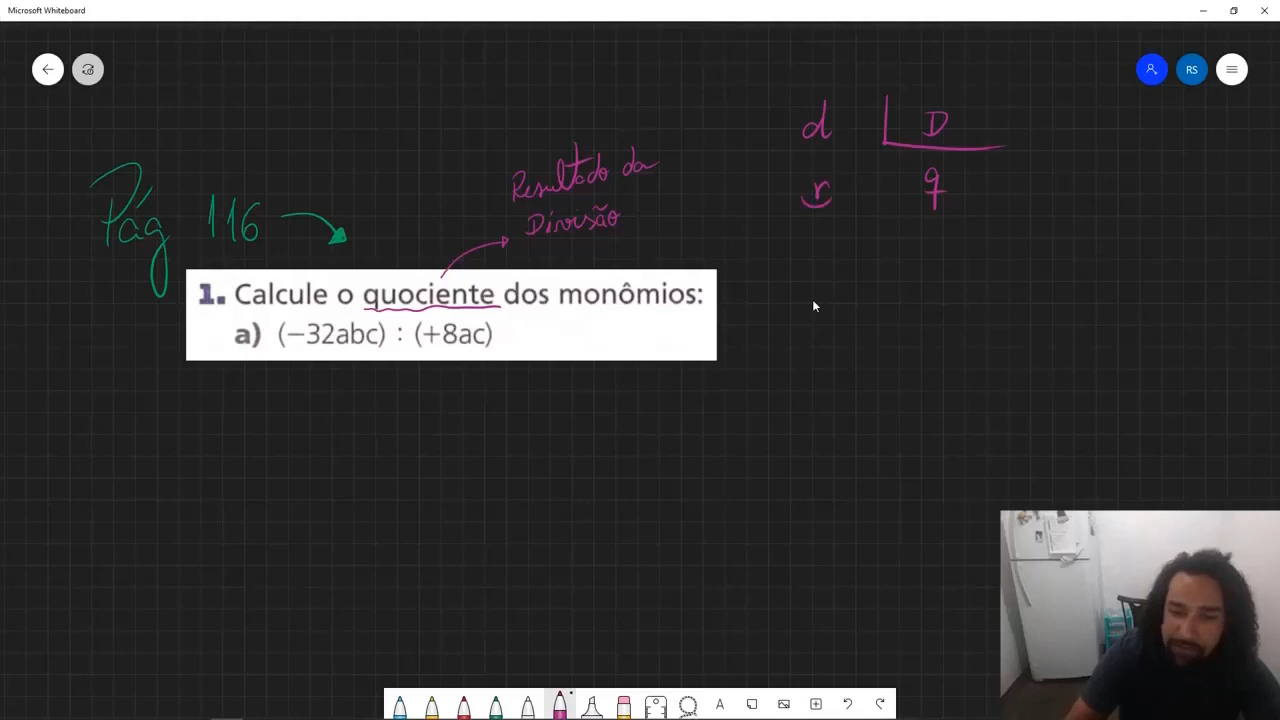 Microsoft Whiteboard
RS
d D
r q
Resultado da
Divisão
Pág 116
1. Calcule o quociente dos monômios:
a) (−32abc) : (+8ac)
A